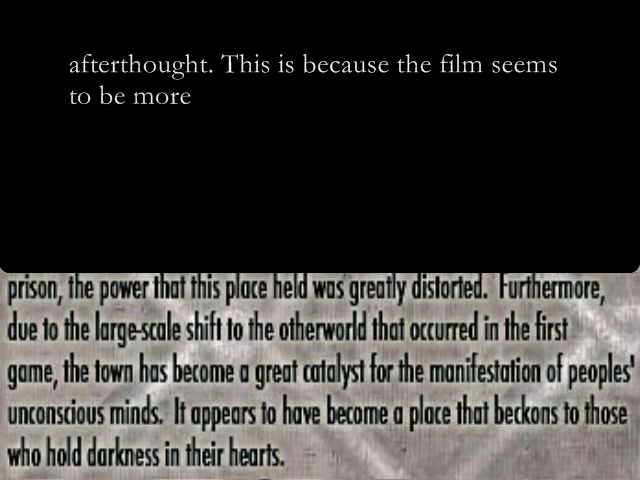 afterthought. This is because the film seems
to be more
prison, the power that this place held was greatly distorted. Furthermore,
due to the large-scale shift to the otherworld that occurred in the first
game, the town has become a great catalyst for the manifestation of peoples'
unconscious minds. It appears to have become a place that beckons to those
who hold darkness in their hearts.